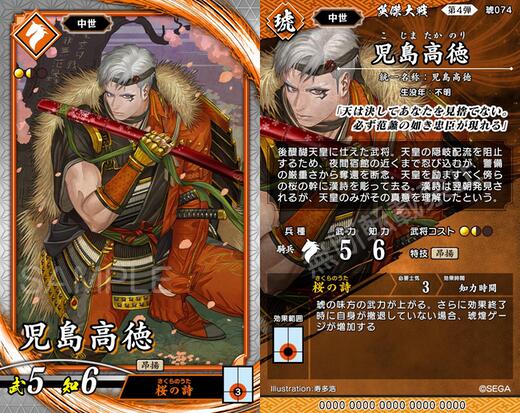 中世
SAMPLE
児島高徳
昂揚
武5 知6
さくらのうた
桜の詩
3
琥
中世
英傑大戦
第4弾
琥074
こ じま たか のり
児島高徳
統一名称：児島高徳
生没年：不明
「天は決してあなたを見捨てない。
必ず范蠡の如き忠臣が現れる」
後醍醐天皇に仕えた武将。天皇の隠岐配流を阻止
するため、夜間宿館の近くまで忍び込むが、警備
の厳重さから奪還を断念。天皇を励ますべく傍ら
の桜の幹に漢詩を彫って去る。漢詩は翌朝発見さ
れるが、天皇のみがその真意を理解したという。
兵種 武力 知力 武将コスト
騎兵 5 6
特技 昂揚
さくらのうた
桜の詩
必要士気 3
効果時間 知力時間
効果範囲
琥の味方の武力が上がる。さらに効果終
了時に自身が撤退していない場合、琥煌ゲー
ジが増加する
Illustration:寿多浩
©SEGA
0000 0000 0000 0000 0000